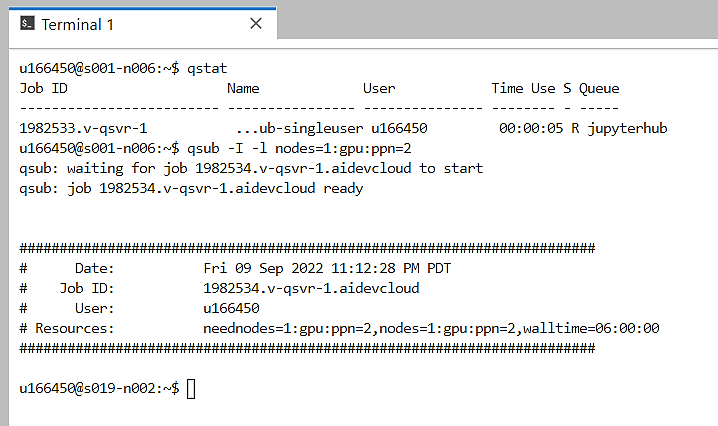 Terminal 1
u166450@s001-n006:~$ qstat
Job ID                    Name             User            Time Use S Queue
------------------------- ---------------- --------------- -------- - -----
1982533.v-qsvr-1           ...ub-singleuser u166450         00:00:05 R jupyterhub
u166450@s001-n006:~$ qsub -I -l nodes=1:gpu:ppn=2
qsub: waiting for job 1982534.v-qsvr-1.aidevcloud to start
qsub: job 1982534.v-qsvr-1.aidevcloud ready
########################################################################
#      Date:           Fri 09 Sep 2022 11:12:28 PM PDT
#    Job ID:           1982534.v-qsvr-1.aidevcloud
#      User:           u166450
# Resources:           neednodes=1:gpu:ppn=2,nodes=1:gpu:ppn=2,walltime=06:00:00
########################################################################
u166450@s019-n002:~$